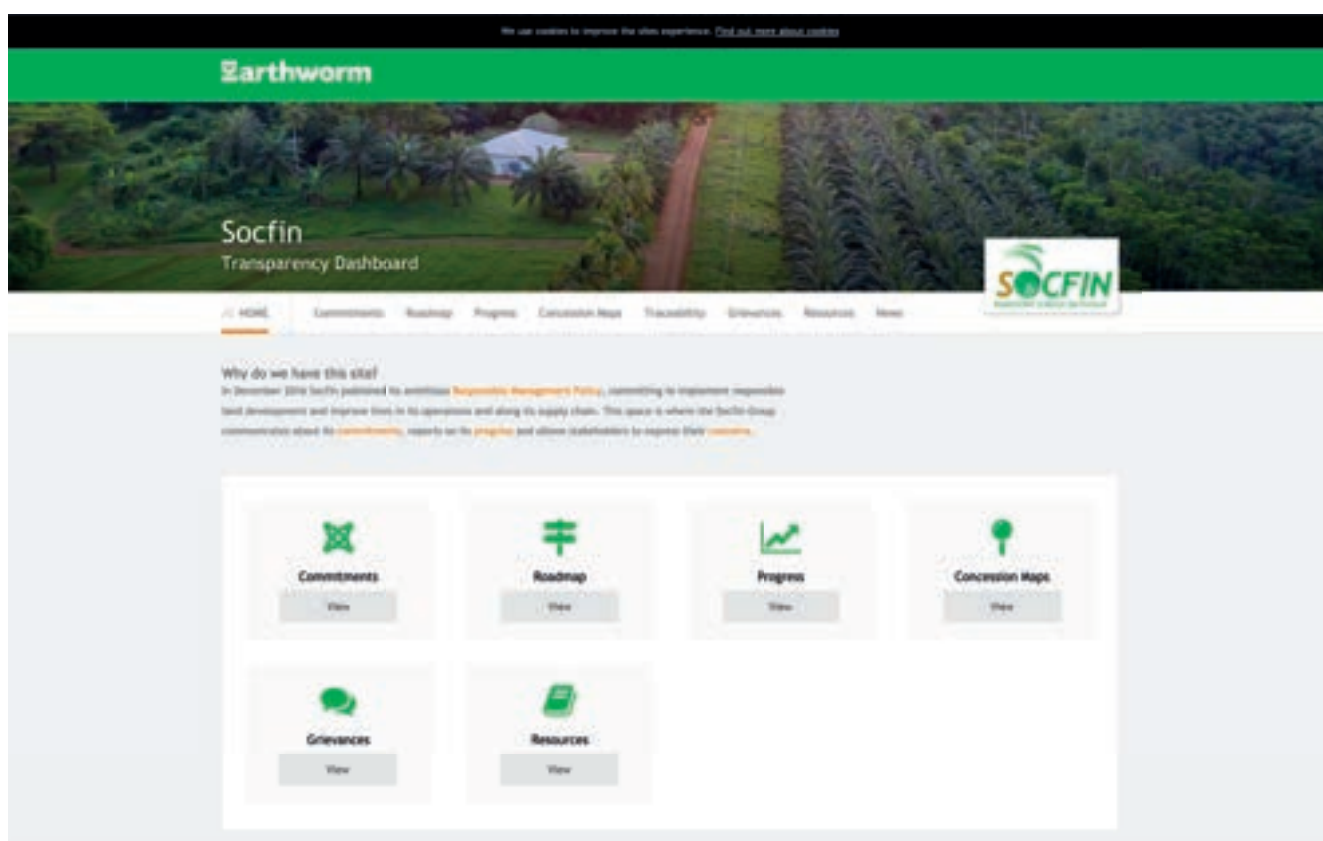 We use cookies to improve the sites experience. Find out more about cookies
Earthworm
Socfin
Transparency Dashboard
SOCFIN
HOME Commitments Roadmap Progress Concession Maps Traceability Grievances Resources News
Why do we have this site?
In December 2016 Socfin published its ambitious Responsible Management Policy, committing to implement responsible
land development and improve lives in its operations and along its supply chain. This space is where the Socfin Group
communicates about its commitments, reports on its progress and allows stakeholders to express their concerns.
Commitments
View
Roadmap
View
Progress
View
Concession Maps
View
Grievances
View
Resources
View